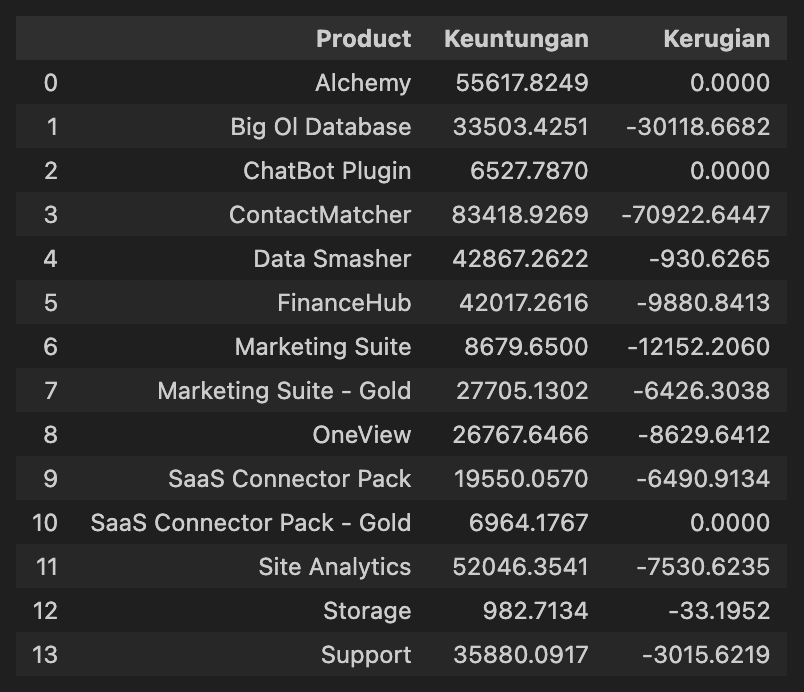 Product Keuntungan Kerugian
0 Alchemy 55617.8249 0.0000
1 Big Ol Database 33503.4251 -30118.6682
2 ChatBot Plugin 6527.7870 0.0000
3 ContactMatcher 83418.9269 -70922.6447
4 Data Smasher 42867.2622 -930.6265
5 FinanceHub 42017.2616 -9880.8413
6 Marketing Suite 8679.6500 -12152.2060
7 Marketing Suite - Gold 27705.1302 -6426.3038
8 OneView 26767.6466 -8629.6412
9 SaaS Connector Pack 19550.0570 -6490.9134
10 SaaS Connector Pack - Gold 6964.1767 0.0000
11 Site Analytics 52046.3541 -7530.6235
12 Storage 982.7134 -33.1952
13 Support 35880.0917 -3015.6219